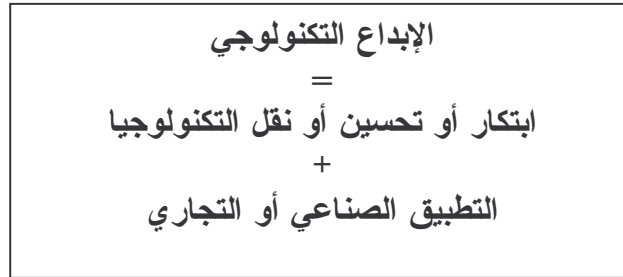 الإبداع التكنولوجي
=
ابتكار أو تحسين أو نقل التكنولوجيا
+
التطبيق الصناعي أو التجاري